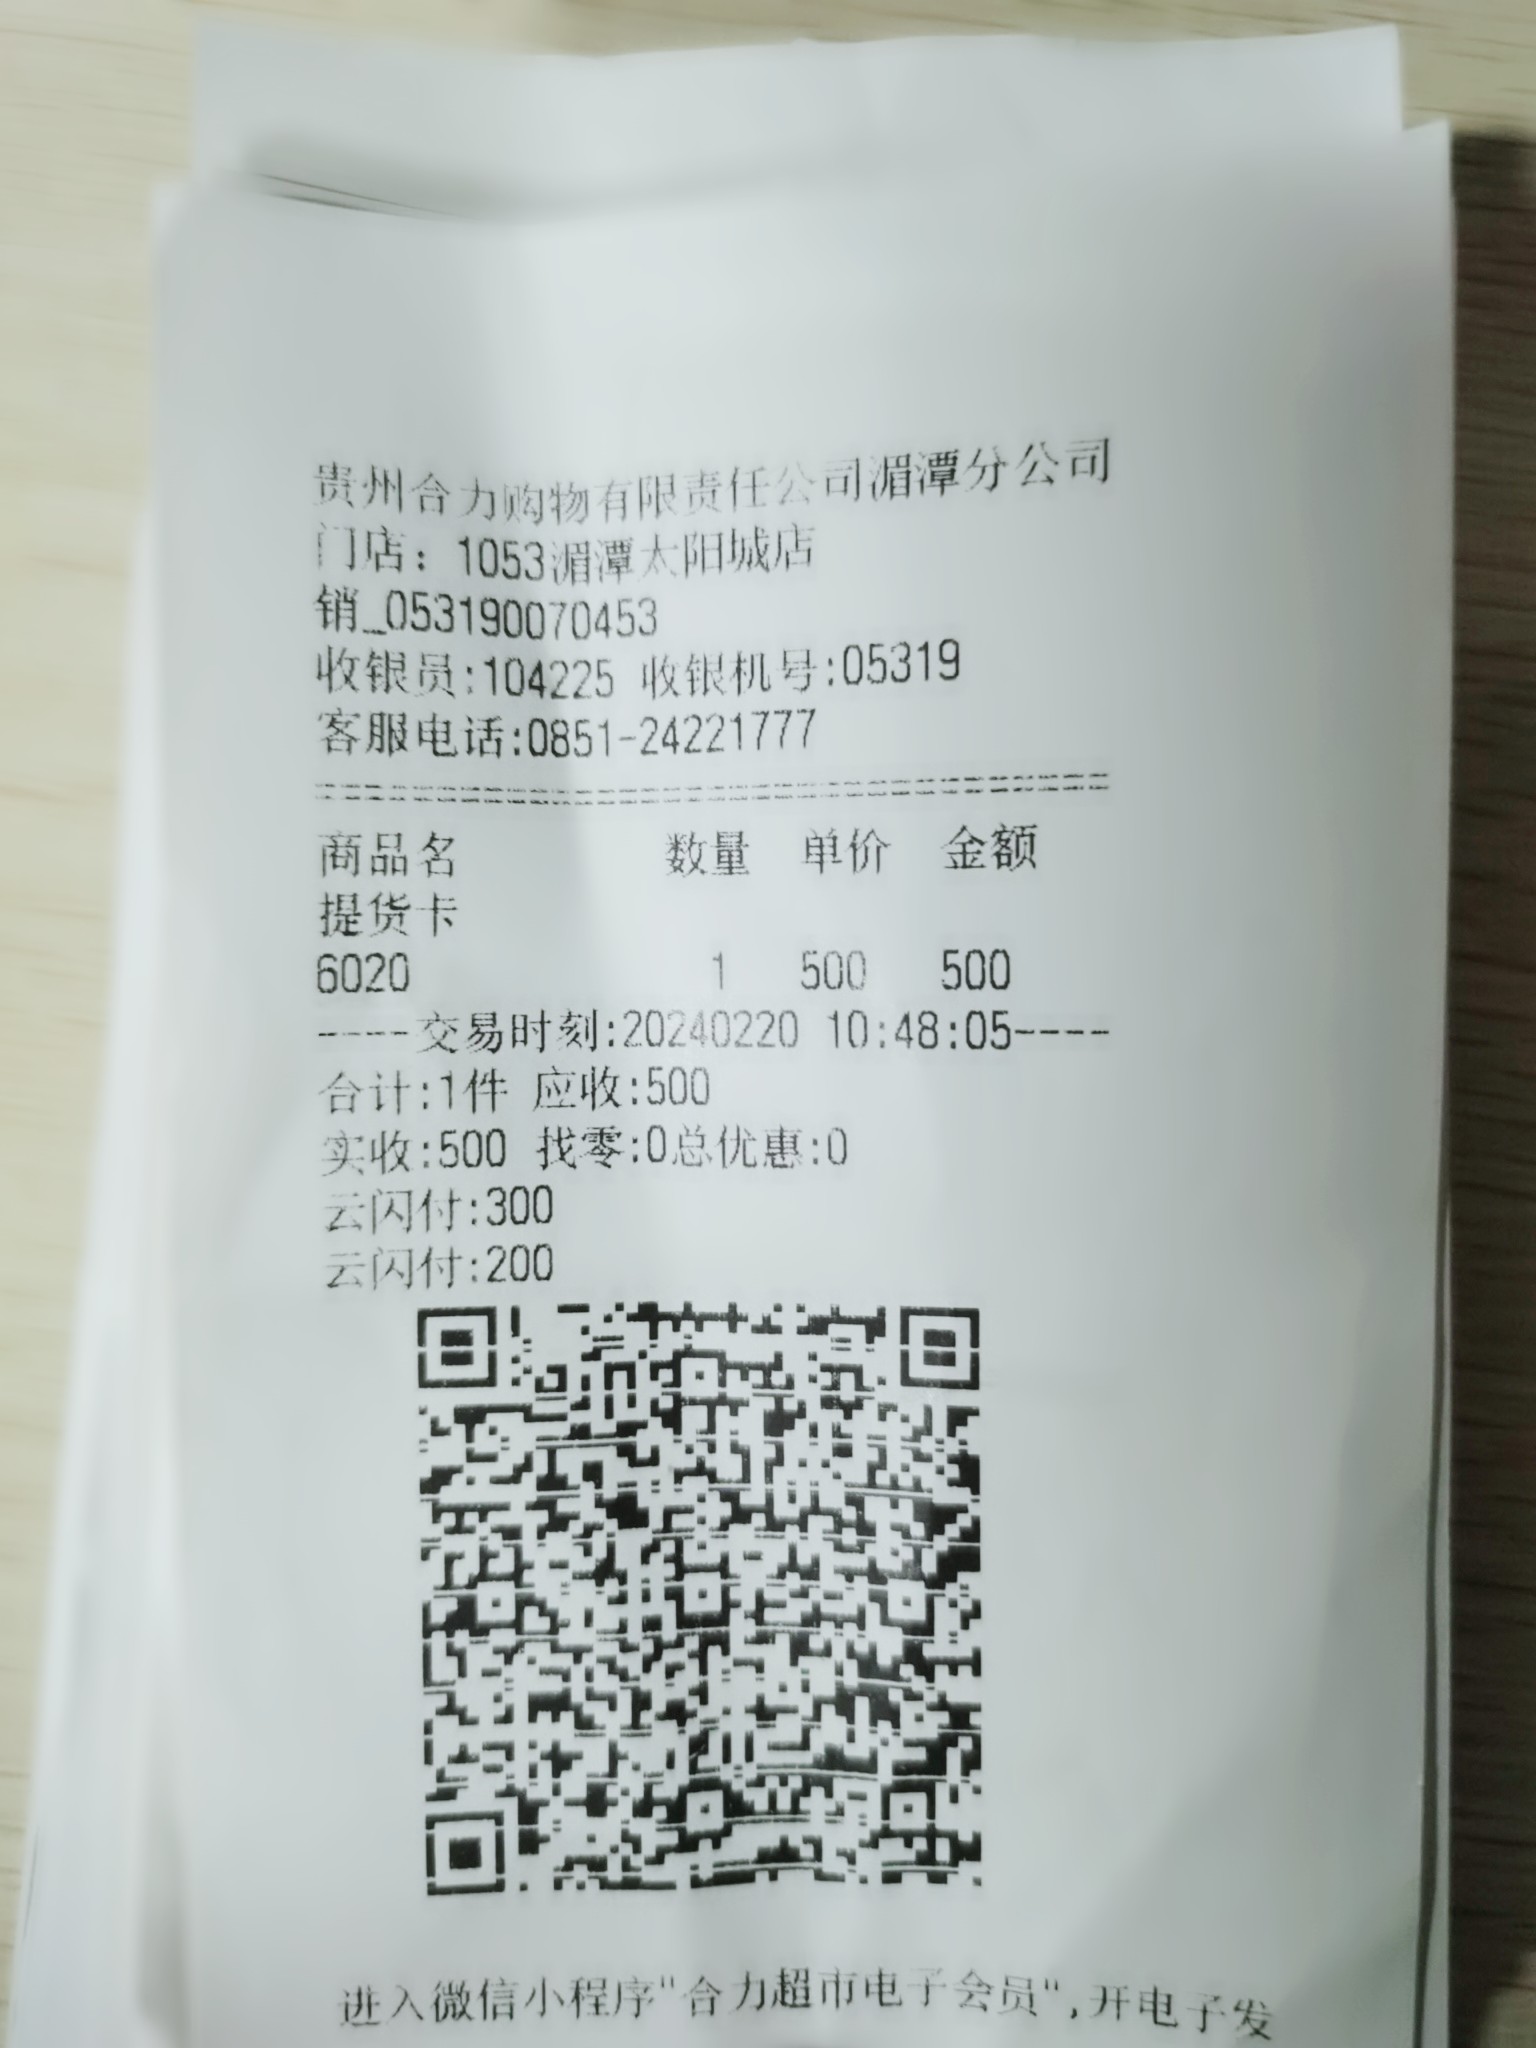 贵州合力购物有限责任公司湄潭分公司
门店：1053湄潭太阳城店
销_053190070453
收银员:104225 收银机号:05319
客服电话:0851-24221777
商品名 数量 单价 金额
提货卡
6020 1 500 500
----交易时刻:20240220 10:48:05----
合计:1件 应收:500
实收:500 找零:0总优惠:0
云闪付:300
云闪付:200
进入微信小程序"合力超市电子会员",开电子发